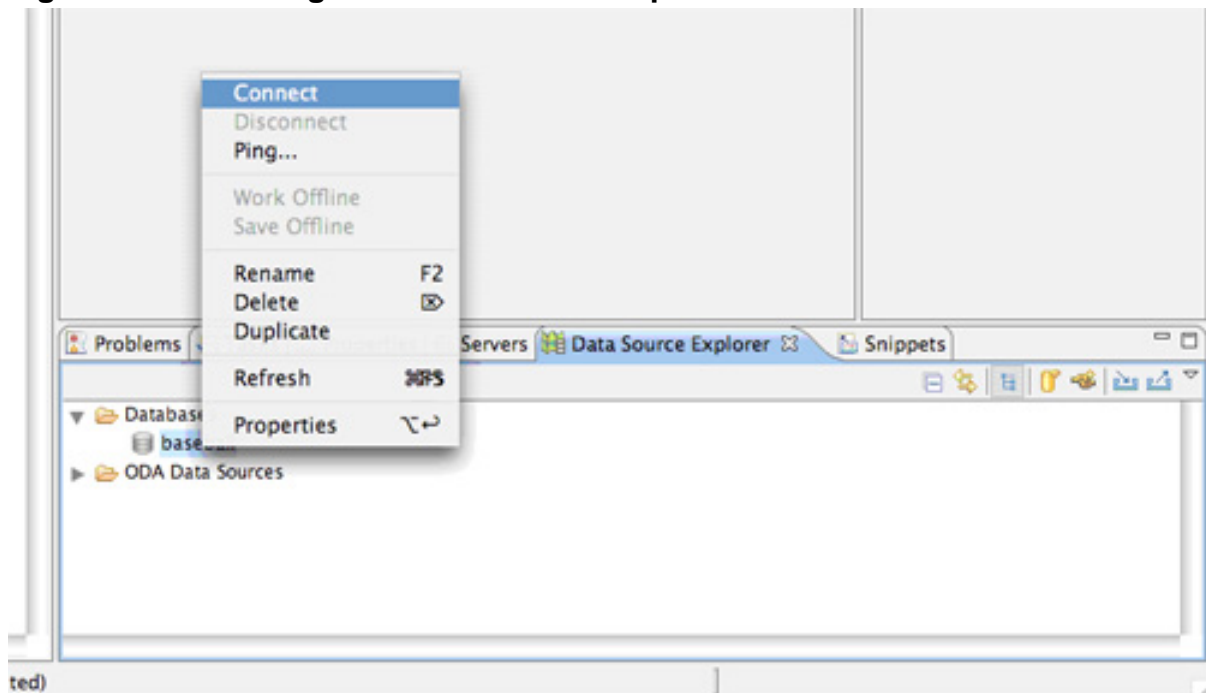 Connect
Disconnect
Ping...
Work Offline
Save Offline
Rename F2
Delete ⌦
Duplicate
Refresh
Properties ⌥↩
Problems Servers Data Source Explorer Snippets
ODA Data Sources
ted)